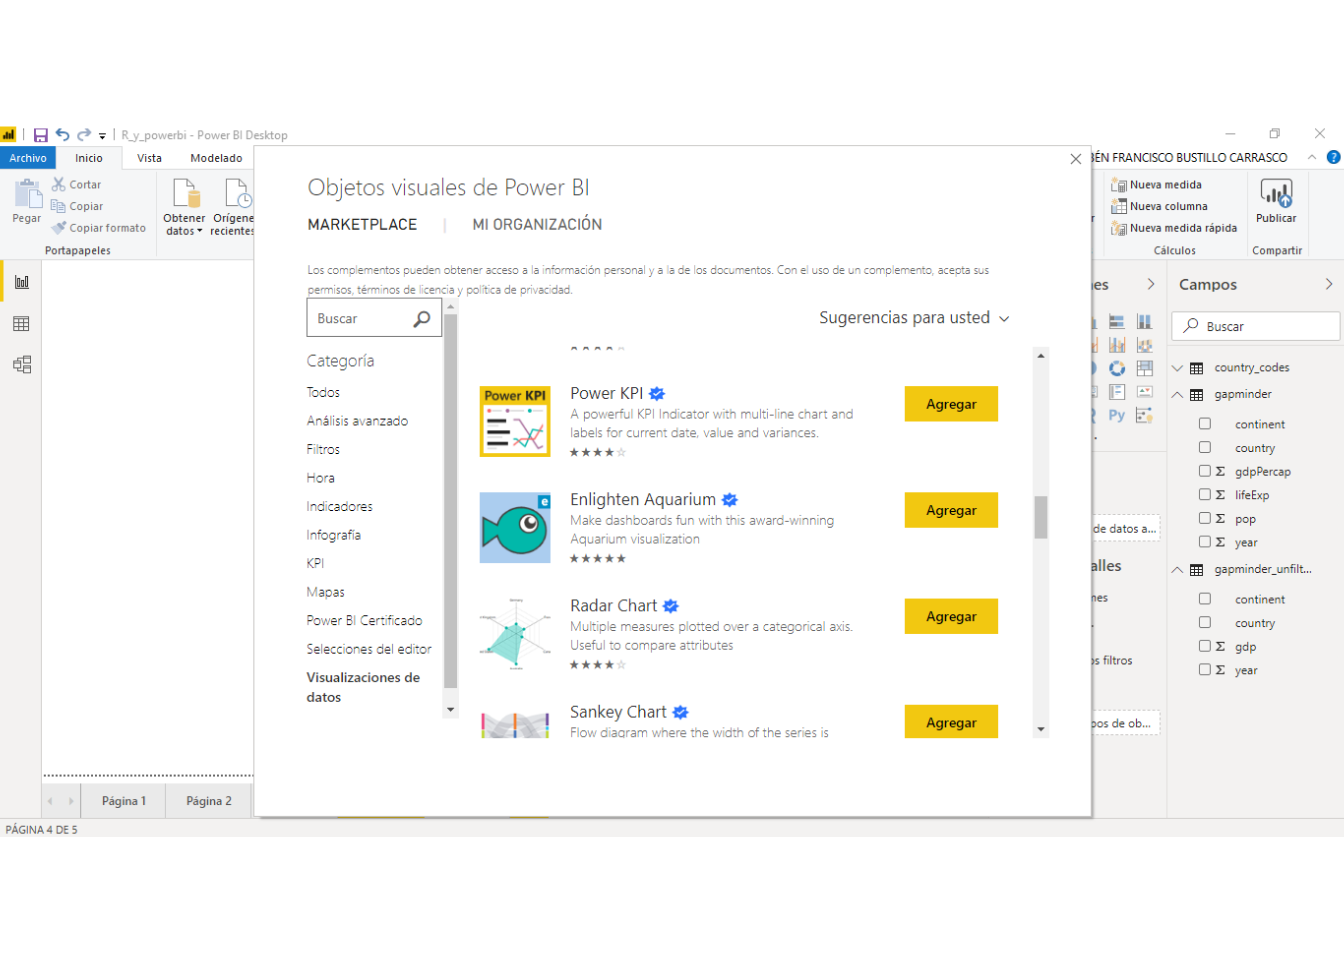 R_y_powerbi - Power BI Desktop
Archivo
Inicio
Vista
Modelado
BÉN FRANCISCO BUSTILLO CARRASCO
Pegar
Cortar
Copiar
Copiar formato
Portapapeles
Obtener
datos
Orígene
recientes
Nueva medida
Nueva columna
Nueva medida rápida
Cálculos
Publicar
Compartir
Objetos visuales de Power BI
MARKETPLACE
MI ORGANIZACIÓN
Los complementos pueden obtener acceso a la información personal y a la de los documentos. Con el uso de un complemento, acepta sus
permisos, términos de licencia y política de privacidad.
Buscar
Sugerencias para usted
Categoría
Todos
Análisis avanzado
Filtros
Hora
Indicadores
Infografía
KPI
Mapas
Power BI Certificado
Selecciones del editor
Visualizaciones de
datos
Power KPI
Power KPI
A powerful KPI Indicator with multi-line chart and
labels for current date, value and variances.
Agregar
e
Enlighten Aquarium
Make dashboards fun with this award-winning
Aquarium visualization
Agregar
Radar Chart
Multiple measures plotted over a categorical axis.
Useful to compare attributes
Agregar
Sankey Chart
Flow diagram where the width of the series is
Agregar
es
Py
de datos a...
alles
nes
os filtros
pos de ob...
Campos
Buscar
country_codes
gapminder
continent
country
Σ gdpPercap
Σ lifeExp
Σ pop
Σ year
gapminder_unfilt...
continent
country
Σ gdp
Σ year
Página 1
Página 2
PÁGINA 4 DE 5